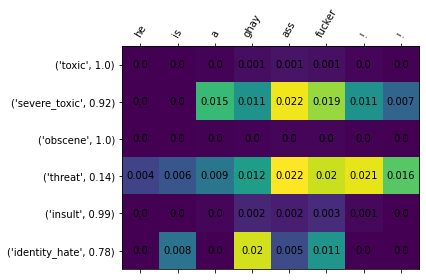 he is a ghay ass fucker ! !
('toxic', 1.0) 0.0 0.0 0.0 0.001 0.001 0.001 0.0 0.0
('severe_toxic', 0.92) 0.0 0.0 0.015 0.011 0.022 0.019 0.011 0.007
('obscene', 1.0) 0.0 0.0 0.0 0.0 0.0 0.0 0.0 0.0
('threat', 0.14) 0.004 0.006 0.009 0.012 0.022 0.02 0.021 0.016
('insult', 0.99) 0.0 0.0 0.0 0.002 0.002 0.003 0.001 0.0
('identity_hate', 0.78) 0.0 0.008 0.0 0.02 0.005 0.011 0.0 0.0